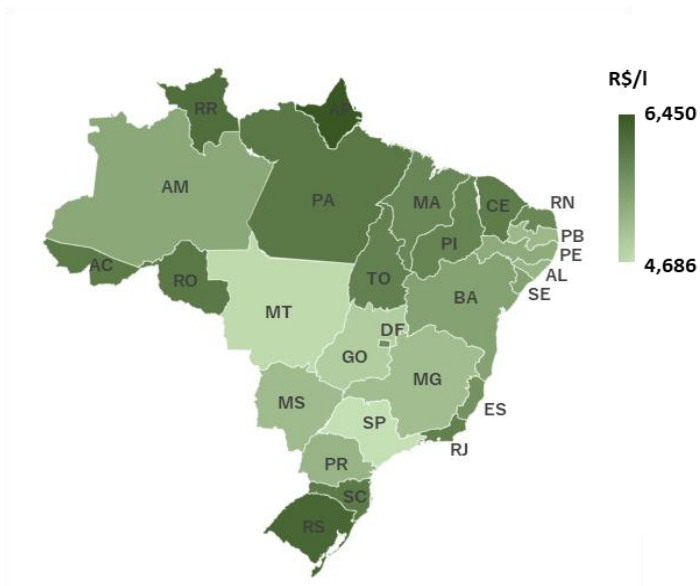 R$/l
6,450
4,686
RR
AP
AM
PA
MA
CE
RN
PB
PE
AL
SE
PI
AC
RO
TO
BA
MT
DF
GO
MG
MS
ES
SP
RJ
PR
SC
RS